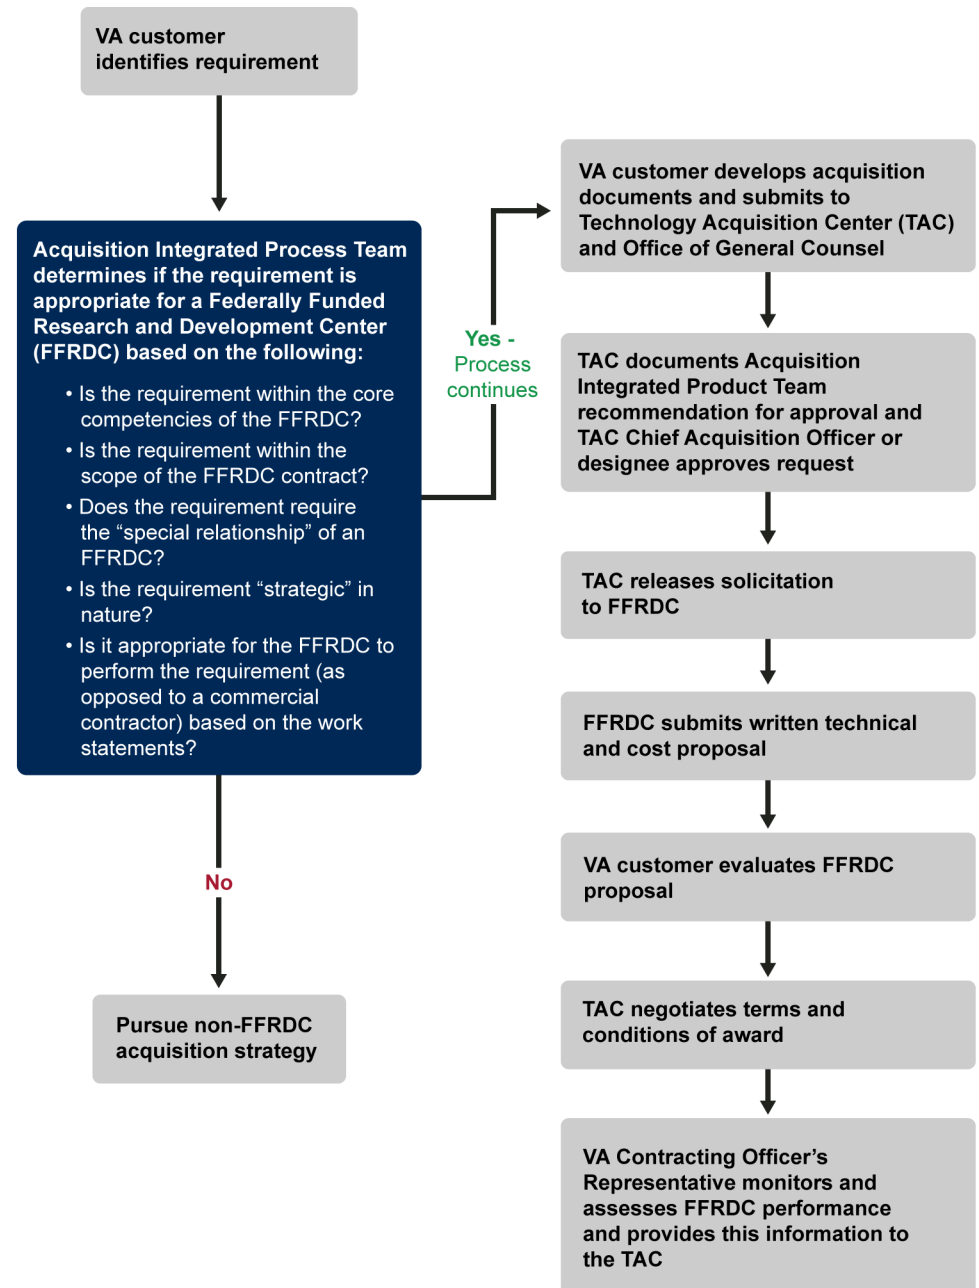 VA customer
identifies requirement
Acquisition Integrated Process Team
determines if the requirement is
appropriate for a Federally Funded
Research and Development Center
(FFRDC) based on the following:
• Is the requirement within the core
competencies of the FFRDC?
• Is the requirement within the
scope of the FFRDC contract?
• Does the requirement require
the “special relationship” of an
FFRDC?
• Is the requirement “strategic” in
nature?
• Is it appropriate for the FFRDC to
perform the requirement (as
opposed to a commercial
contractor) based on the work
statements?
No
Pursue non-FFRDC
acquisition strategy
Yes -
Process
continues
VA customer develops acquisition
documents and submits to
Technology Acquisition Center (TAC)
and Office of General Counsel
TAC documents Acquisition
Integrated Product Team
recommendation for approval and
TAC Chief Acquisition Officer or
designee approves request
TAC releases solicitation
to FFRDC
FFRDC submits written technical
and cost proposal
VA customer evaluates FFRDC
proposal
TAC negotiates terms and
conditions of award
VA Contracting Officer’s
Representative monitors and
assesses FFRDC performance
and provides this information to
the TAC